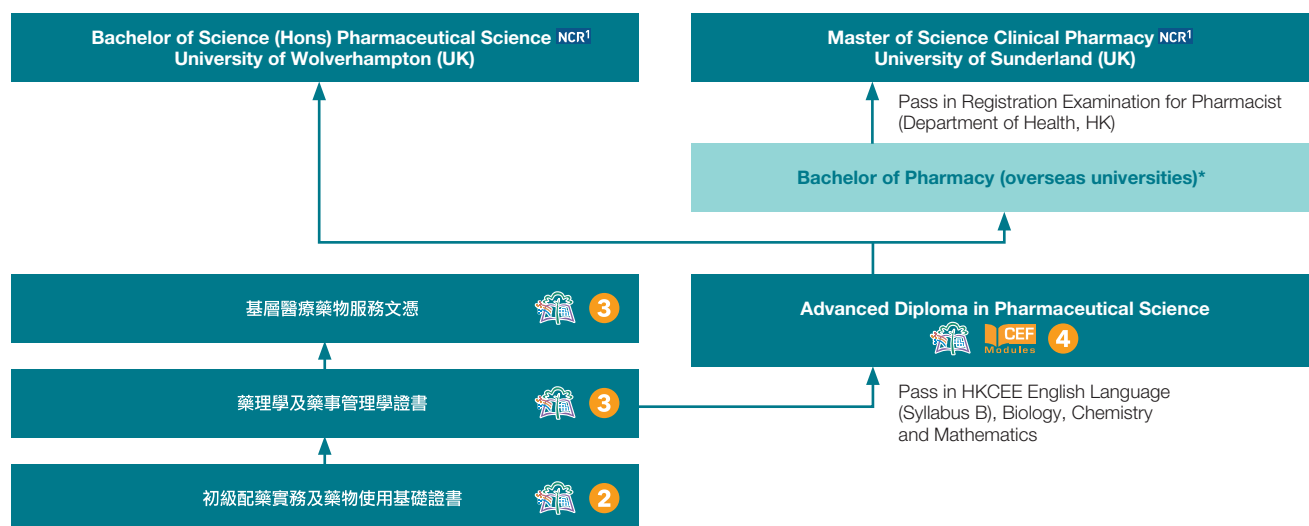 Bachelor of Science (Hons) Pharmaceutical Science NCR1
University of Wolverhampton (UK)
Master of Science Clinical Pharmacy NCR1
University of Sunderland (UK)
Pass in Registration Examination for Pharmacist
(Department of Health, HK)
Bachelor of Pharmacy (overseas universities)*
基層醫療藥物服務文憑 3
Advanced Diploma in Pharmaceutical Science
CEF Modules 4
藥理學及藥事管理學證書 3
Pass in HKCEE English Language
(Syllabus B), Biology, Chemistry
and Mathematics
初級配藥實務及藥物使用基礎證書 2